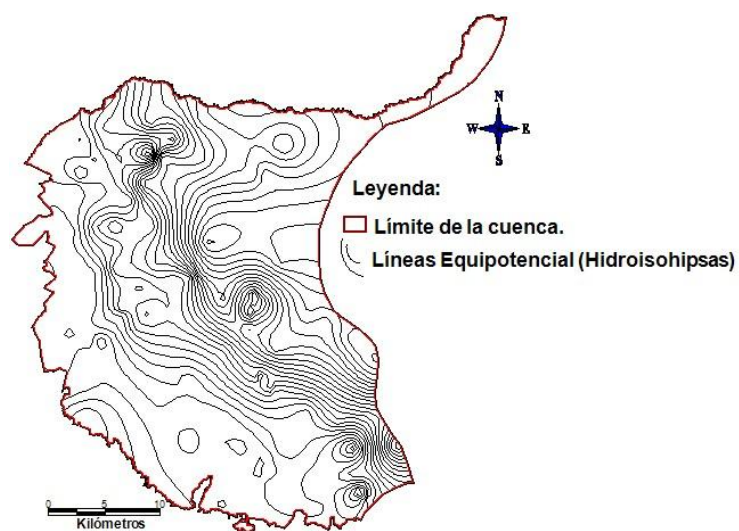 N
W E
S
Leyenda:
Límite de la cuenca.
Líneas Equipotencial (Hidroisohipsas)
0 5 10
Kilómetros